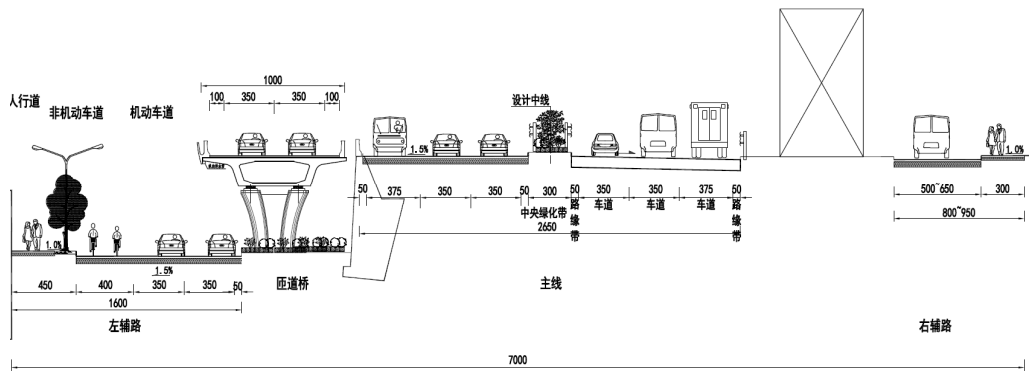 1000
100 350 350 100
人行道 非机动车道 机动车道
设计中线
1.5%
1.0%
50 375 350 350 50 300 50 350 350 375 50
中央绿化带
路缘带
车道 车道 车道
路缘带
2650
500~650 300
800~950
1.0%
1.5%
450 400 350 350 50
1600
左辅路
匝道桥
主线
右辅路
7000